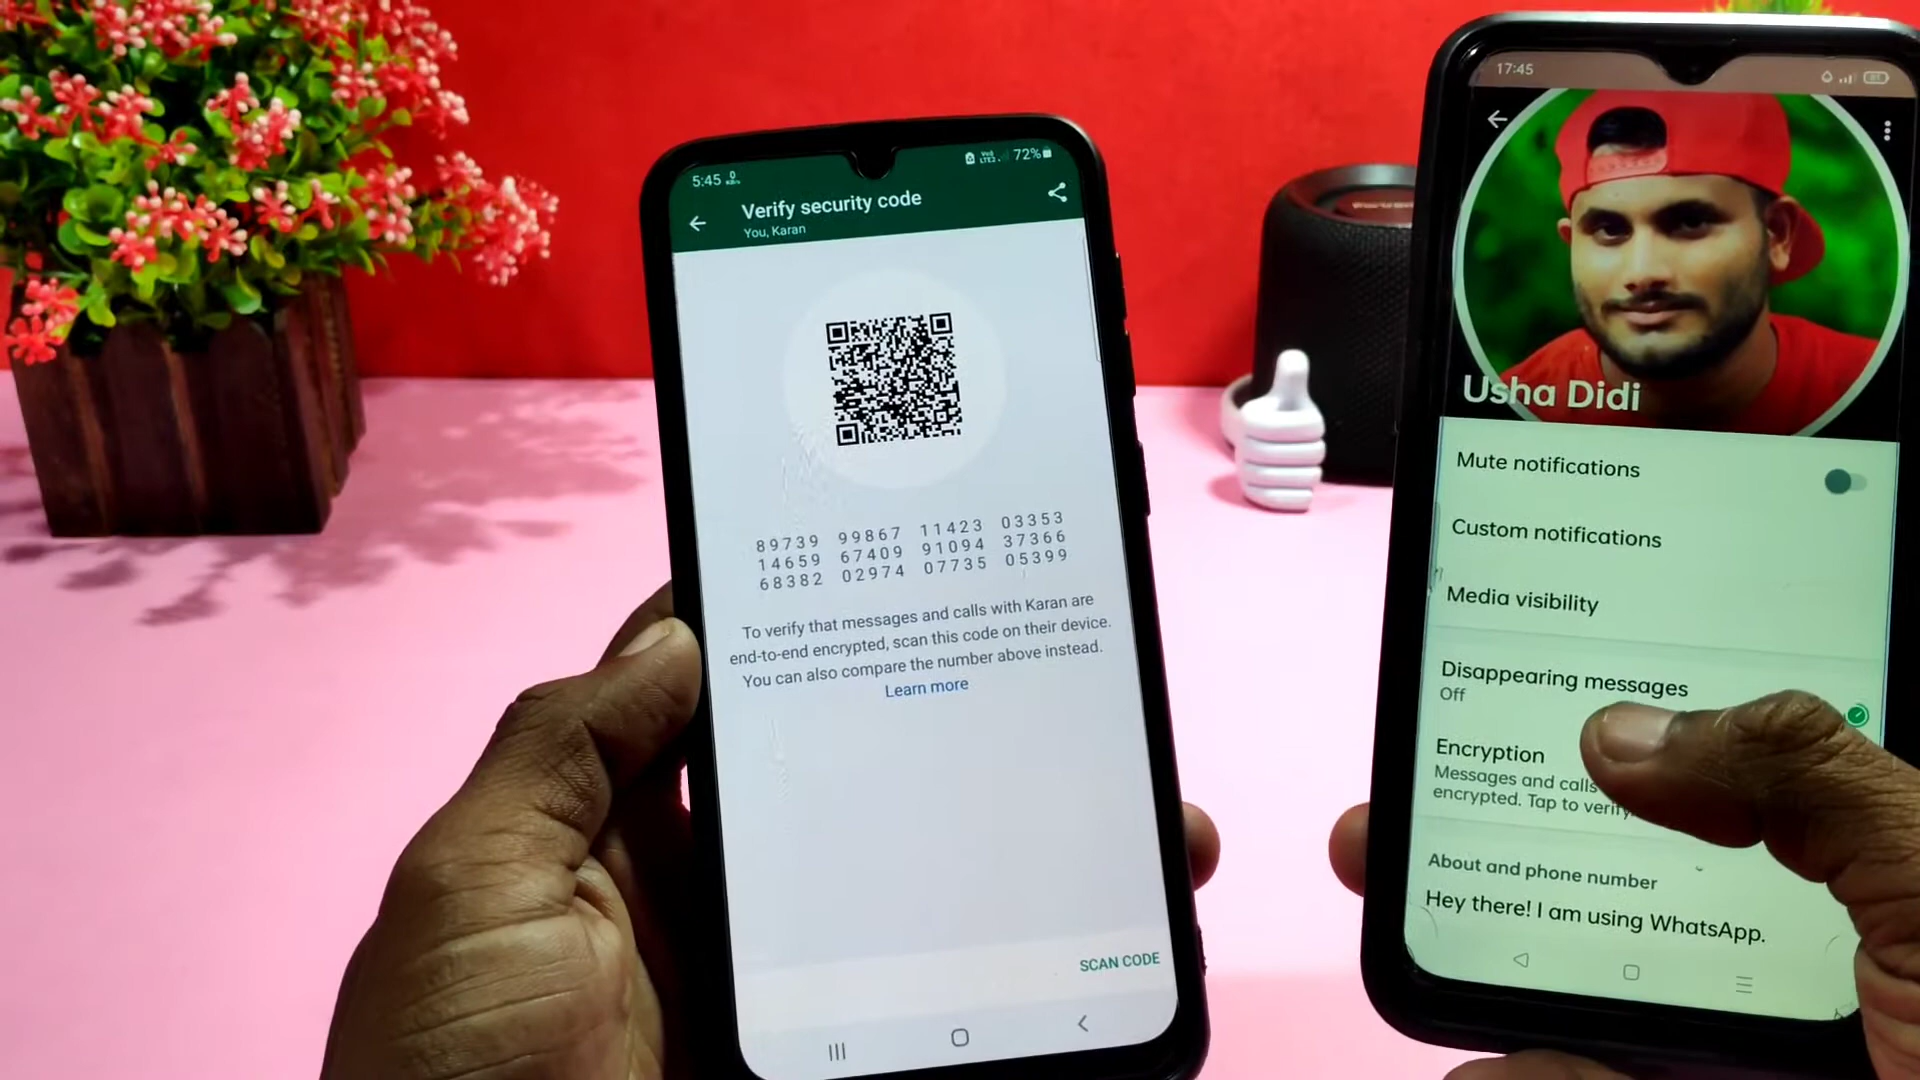 5:45
72%
Verify security code
You, Karan
89739 99867 11423 03353
14659 67409 91094 37366
68382 02974 07735 05399
To verify that messages and calls with Karan are
end-to-end encrypted, scan this code on their device.
You can also compare the number above instead.
Learn more
SCAN CODE
17:45
Usha Didi
Mute notifications
Custom notifications
Media visibility
Disappearing messages
Off
Encryption
Messages and calls
encrypted. Tap to verify.
About and phone number
Hey there! I am using WhatsApp.